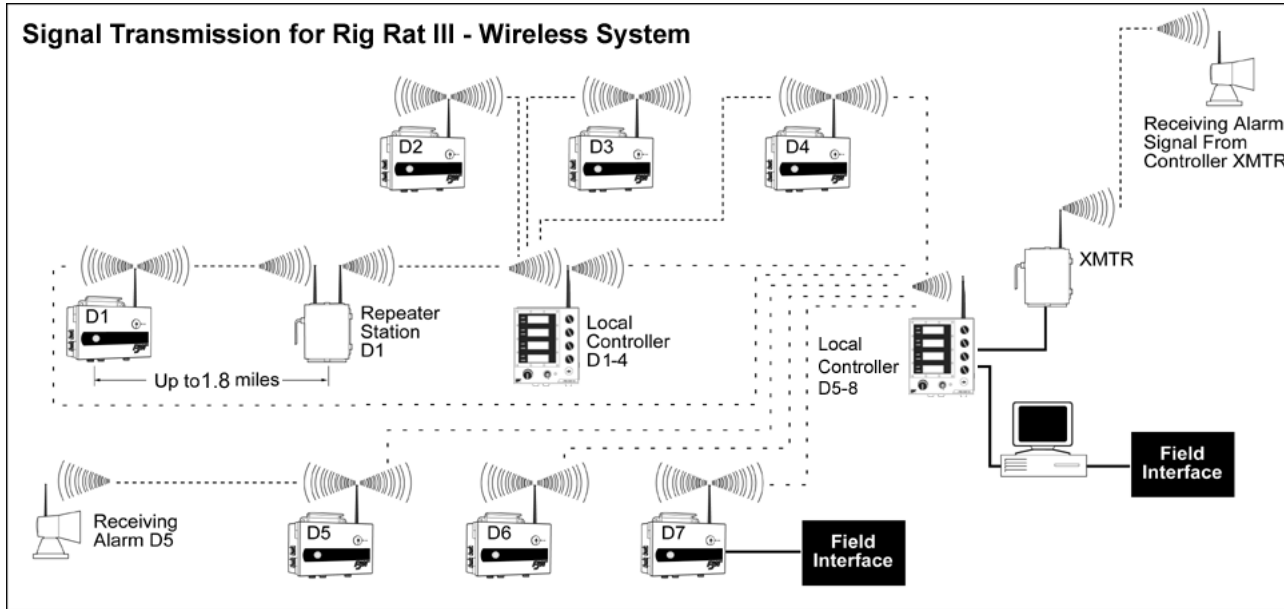 Signal Transmission for Rig Rat III - Wireless System
D2
D3
D4
Receiving Alarm
Signal From
Controller XMTR
XMTR
D1
Repeater
Station
D1
Up to 1.8 miles
Local
Controller
D1-4
Local
Controller
D5-8
Field
Interface
Receiving
Alarm D5
D5
D6
D7
Field
Interface